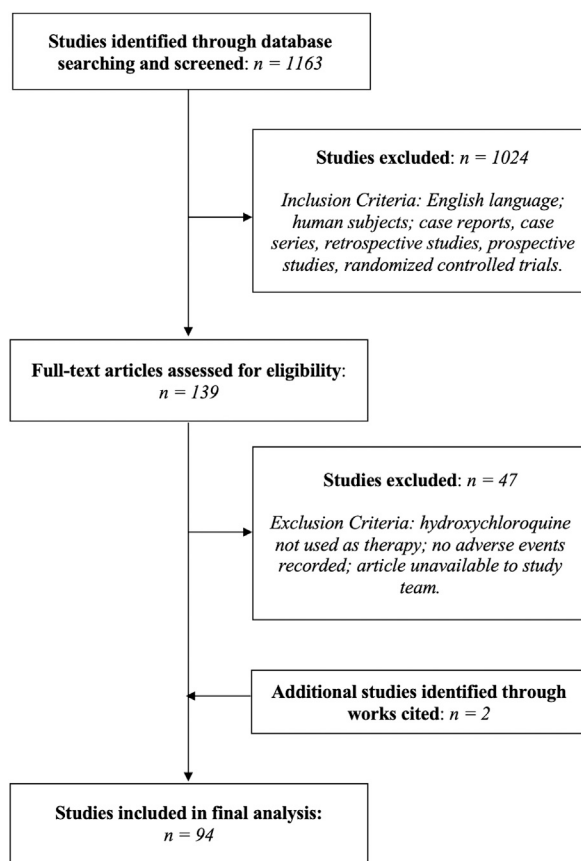 Studies identified through database
searching and screened: n = 1163
Studies excluded: n = 1024
Inclusion Criteria: English language;
human subjects; case reports, case
series, retrospective studies, prospective
studies, randomized controlled trials.
Full-text articles assessed for eligibility:
n = 139
Studies excluded: n = 47
Exclusion Criteria: hydroxychloroquine
not used as therapy; no adverse events
recorded; article unavailable to study
team.
Additional studies identified through
works cited: n = 2
Studies included in final analysis:
n = 94